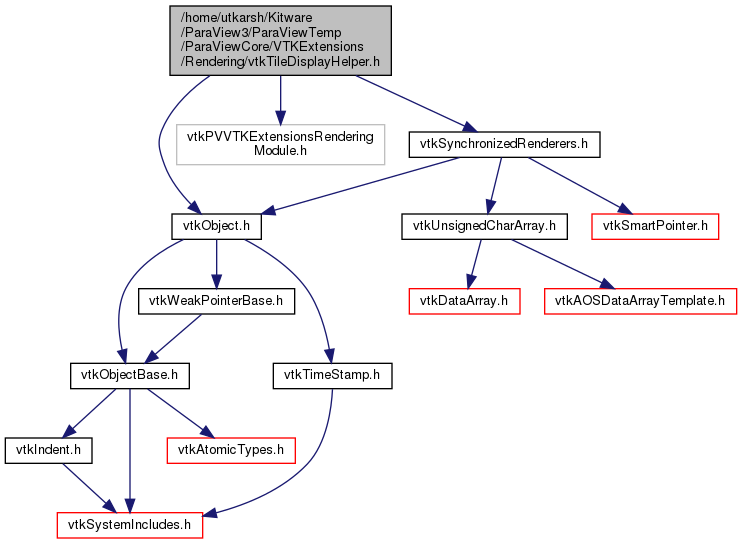 /home/utkarsh/Kitware
/ParaView3/ParaViewTemp
/ParaViewCore/VTKExtensions
/Rendering/vtkTileDisplayHelper.h
vtkPVVTKExtensionsRendering
Module.h
vtkSynchronizedRenderers.h
vtkObject.h
vtkUnsignedCharArray.h
vtkSmartPointer.h
vtkWeakPointerBase.h
vtkDataArray.h
vtkAOSDataArrayTemplate.h
vtkObjectBase.h
vtkTimeStamp.h
vtkIndent.h
vtkAtomicTypes.h
vtkSystemIncludes.h